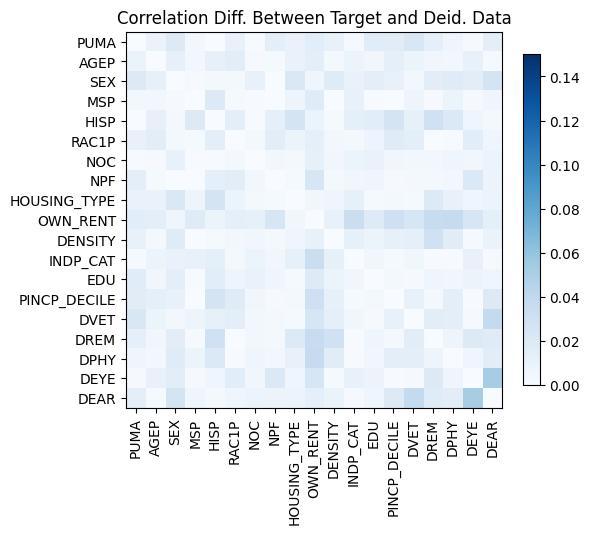 Correlation Diff. Between Target and Deid. Data
PUMA
AGEP
SEX
MSP
HISP
RAC1P
NOC
NPF
HOUSING_TYPE
OWN_RENT
DENSITY
INDP_CAT
EDU
PINCP_DECILE
DVET
DREM
DPHY
DEYE
DEAR
PUMA
AGEP
SEX
MSP
HISP
RAC1P
NOC
NPF
HOUSING_TYPE
OWN_RENT
DENSITY
INDP_CAT
EDU
PINCP_DECILE
DVET
DREM
DPHY
DEYE
DEAR
0.14
0.12
0.10
0.08
0.06
0.04
0.02
0.00